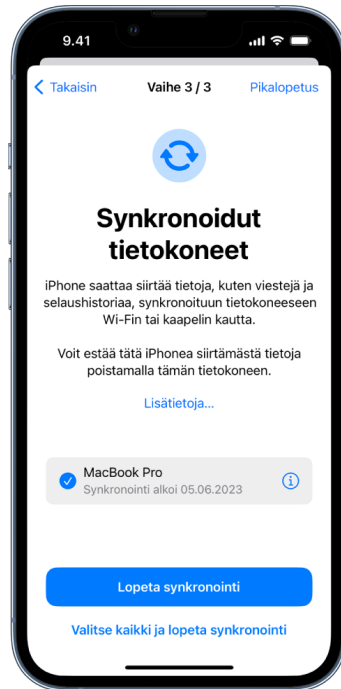 9.41
Takaisin
Vaihe 3 / 3
Pikalopetus
Synkronoidut
tietokoneet
iPhone saattaa siirtää tietoja, kuten viestejä ja
selaushistoriaa, synkronoituun tietokoneeseen
Wi-Fin tai kaapelin kautta.
Voit estää tätä iPhonea siirtämästä tietoja
poistamalla tämän tietokoneen.
Lisätietoja...
MacBook Pro
Synkronointi alkoi 05.06.2023
Lopeta synkronointi
Valitse kaikki ja lopeta synkronointi